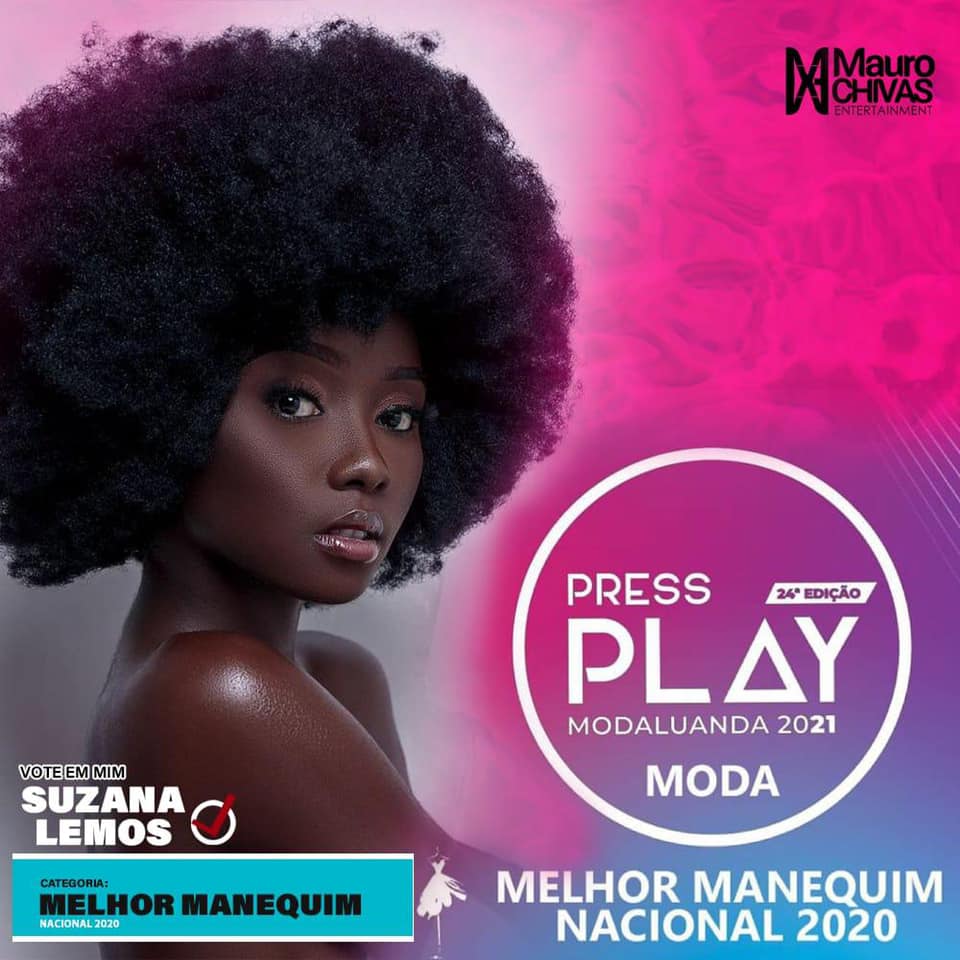 Mauro
CHIVAS
ENTERTAINMENT
PRESS
24ª EDIÇÃO
PLAY
MODALUANDA 2021
MODA
VOTE EM MIM
SUZANA
LEMOS
CATEGORIA:
MELHOR MANEQUIM
NACIONAL 2020
MELHOR MANEQUIM
NACIONAL 2020